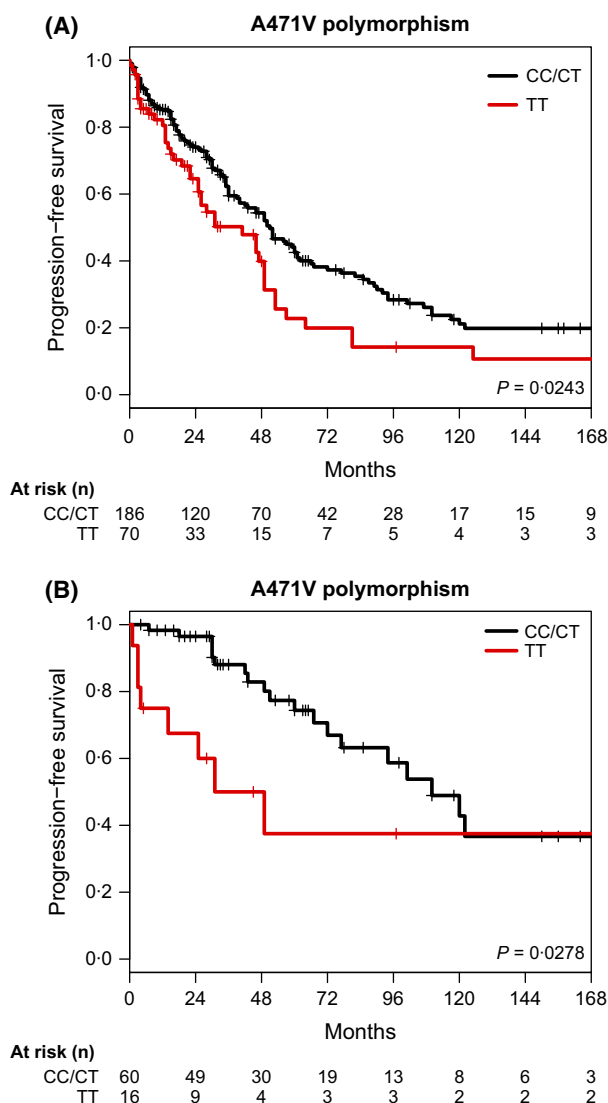 (A)
A471V polymorphism
1·0
0·8
0·6
0·4
0·2
0·0
Progression−free survival
CC/CT
TT
P = 0·0243
0 24 48 72 96 120 144 168
Months
At risk (n)
CC/CT 186 120 70 42 28 17 15 9
TT 70 33 15 7 5 4 3 3
(B)
A471V polymorphism
1·0
0·8
0·6
0·4
0·2
0·0
Progression−free survival
CC/CT
TT
P = 0·0278
0 24 48 72 96 120 144 168
Months
At risk (n)
CC/CT 60 49 30 19 13 8 6 3
TT 16 9 4 3 3 2 2 2